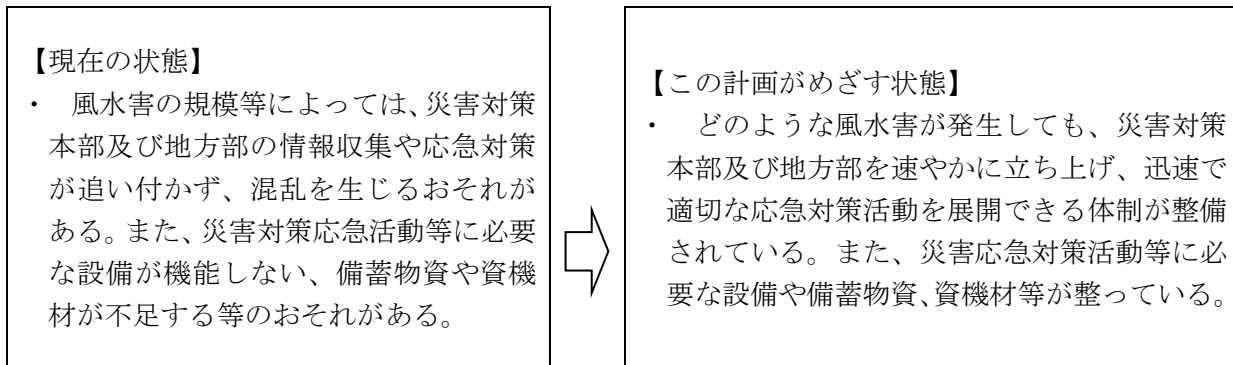 【現在の状態】
・ 風水害の規模等によっては、災害対策
本部及び地方部の情報収集や応急対策
が追い付かず、混乱を生じるおそれが
ある。また、災害対策応急活動等に必要
な設備が機能しない、備蓄物資や資機
材が不足する等のおそれがある。
【この計画がめざす状態】
・ どのような風水害が発生しても、災害対策
本部及び地方部を速やかに立ち上げ、迅速で
適切な応急対策活動を展開できる体制が整備
されている。また、災害応急対策活動等に必
要な設備や備蓄物資、資機材等が整っている。